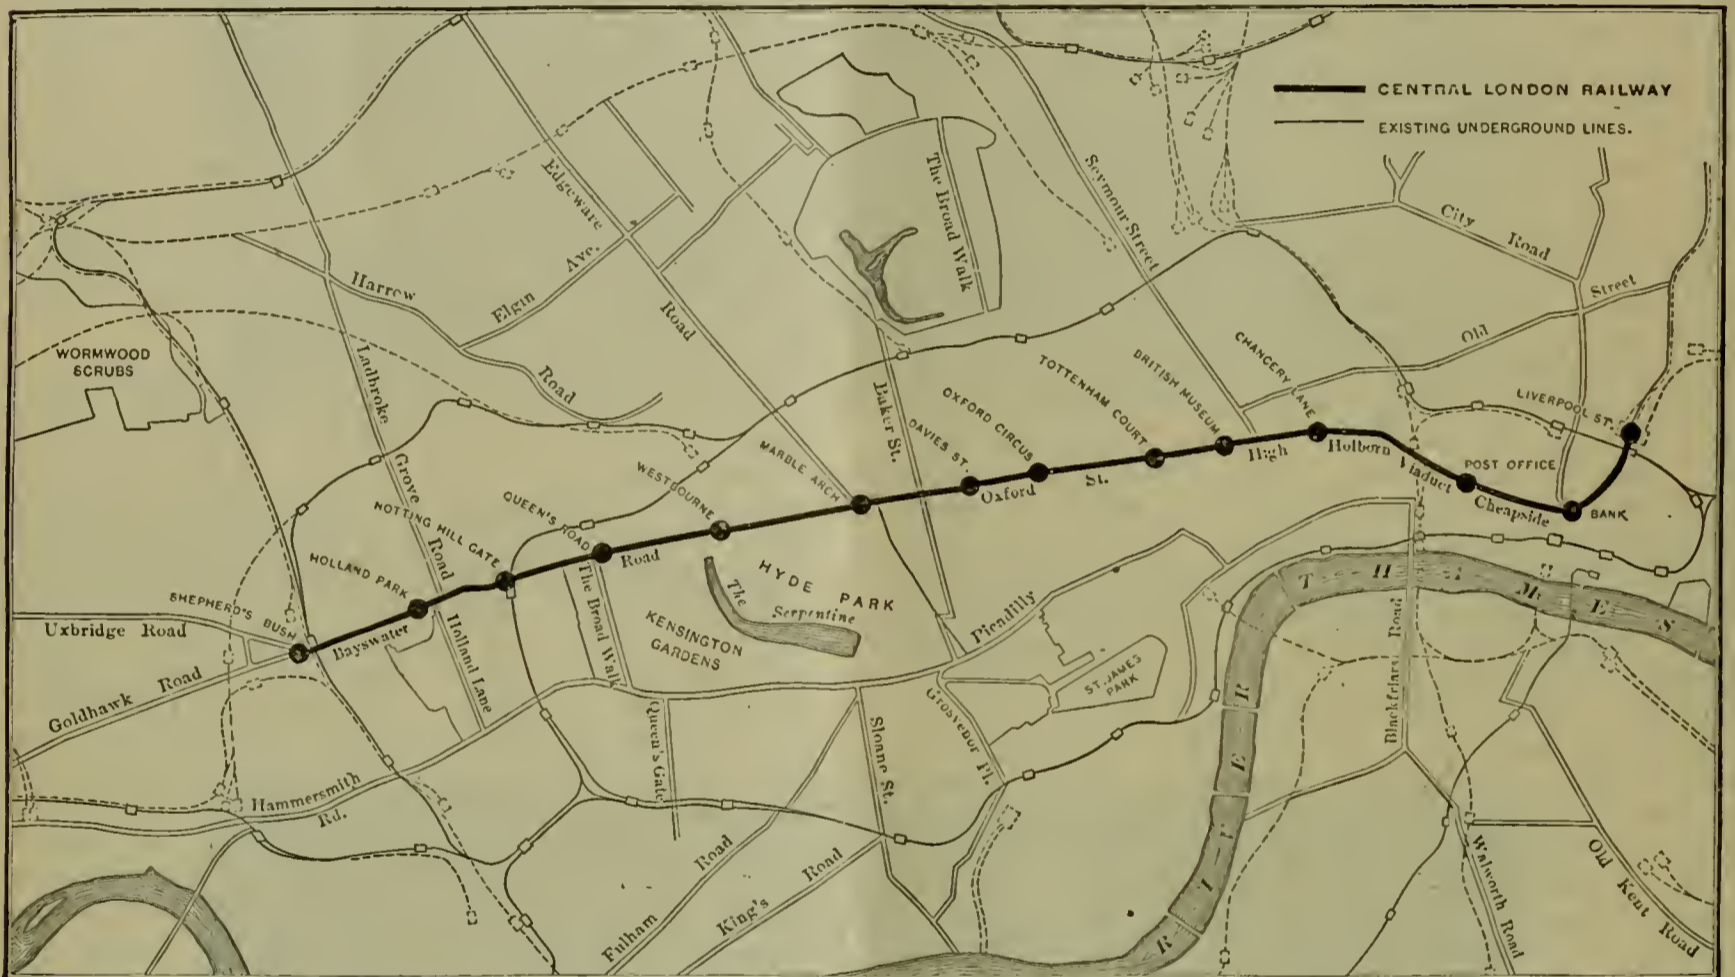 CENTRAL LONDON RAILWAY
EXISTING UNDERGROUND LINES.
Edgeware
Road
The Broad Walk
Seymour Street
City
Road
Harrow
Road
Elgin
Ave.
Old
Street
WORMWOOD
SCRUBS
Ladbroke
Grove
Road
Baker St.
SHEPHERD'S BUSH
HOLLAND PARK
NOTTING HILL GATE
QUEEN'S ROAD
WESTBOURNE
MARBLE ARCH
DAVIES ST.
OXFORD CIRCUS
TOTTENHAM COURT
BRITISH MUSEUM
CHANCERY LANE
POST OFFICE
BANK
LIVERPOOL ST.
Bayswater
Road
Oxford
St.
High
Holborn
Viaduct
Cheapside
Uxbridge Road
Goldhawk Road
Holland Lane
The Broad Walk
KENSINGTON
GARDENS
HYDE PARK
The
Serpentine
Picadilly
ST. JAMES
PARK
Grosvenor Pl.
Sloane St.
Queen's Gate
Hammersmith
Rd.
Fulham Road
King's Road
RIVER THAMES
Blackfriars Road
Walworth Road
Old Kent Road